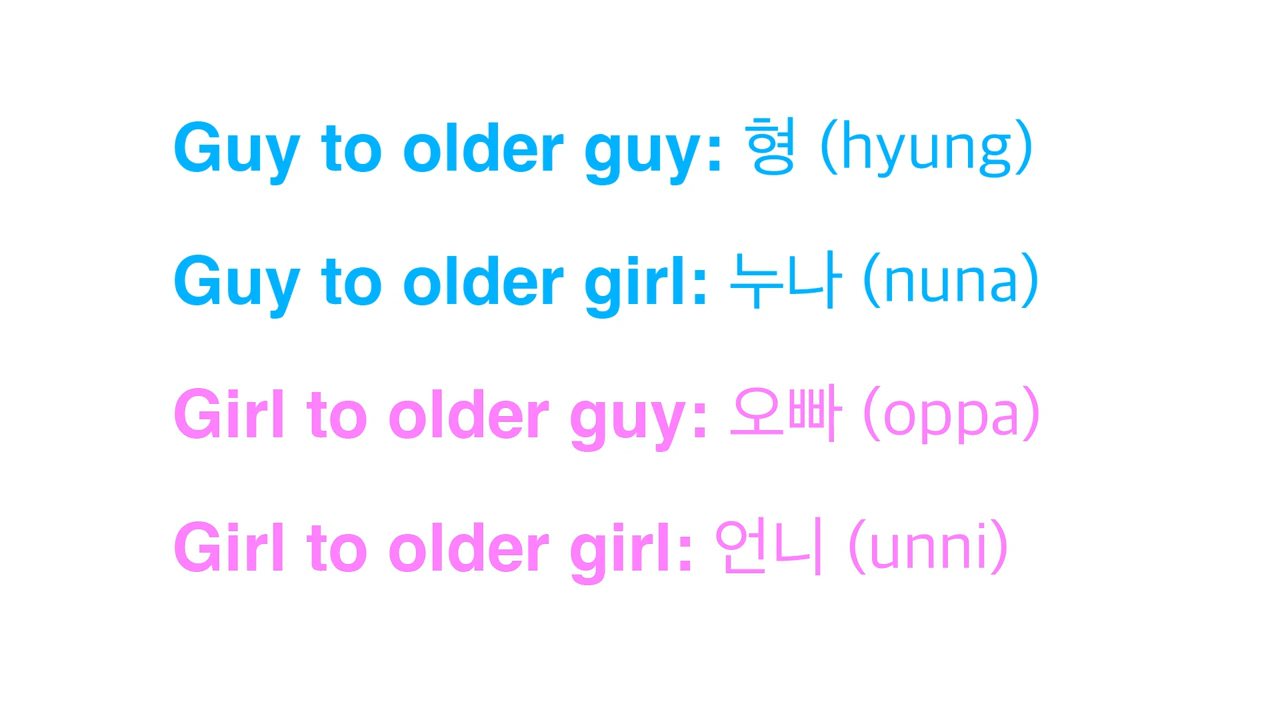 Guy to older guy: 형 (hyung)
Guy to older girl: 누나 (nuna)
Girl to older guy: 오빠 (oppa)
Girl to older girl: 언니 (unni)